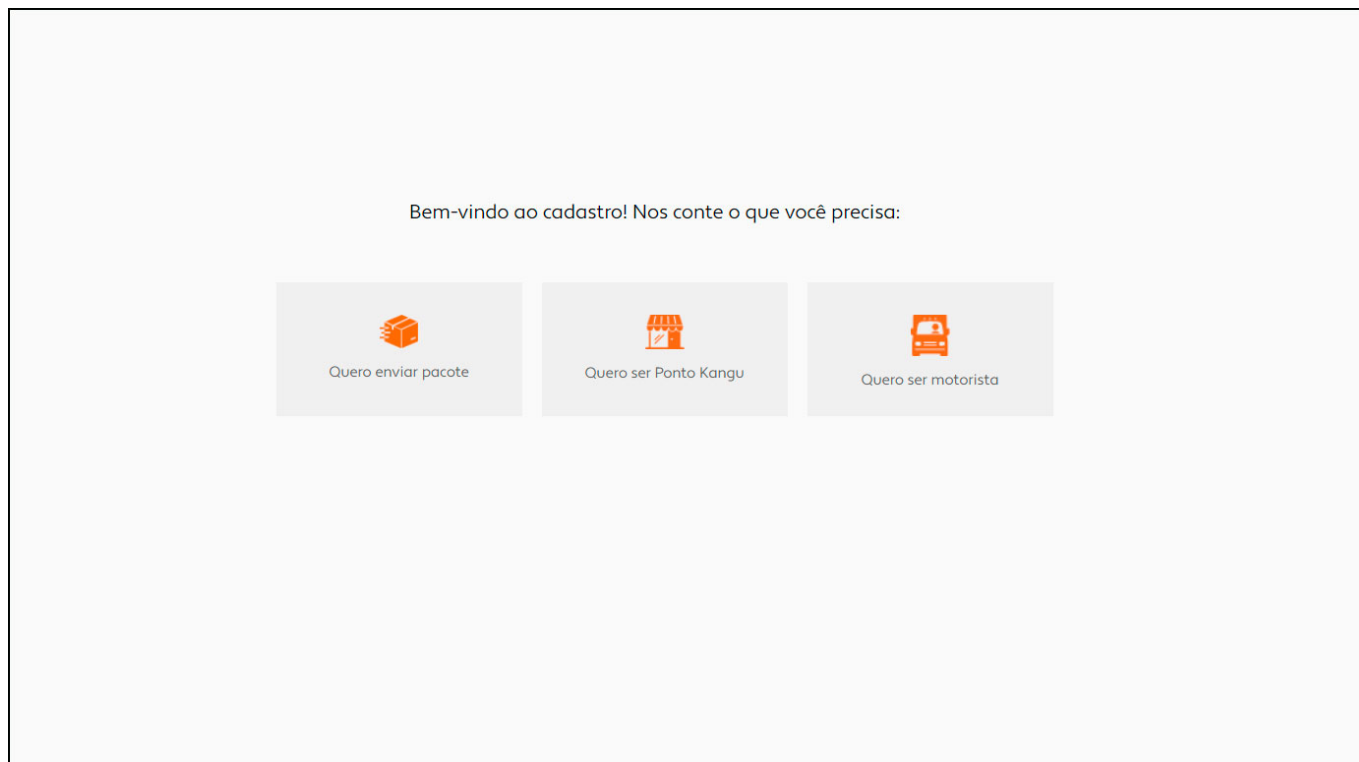 Bem-vindo ao cadastro! Nos conte o que você precisa:
Quero enviar pacote
Quero ser Ponto Kangu
Quero ser motorista